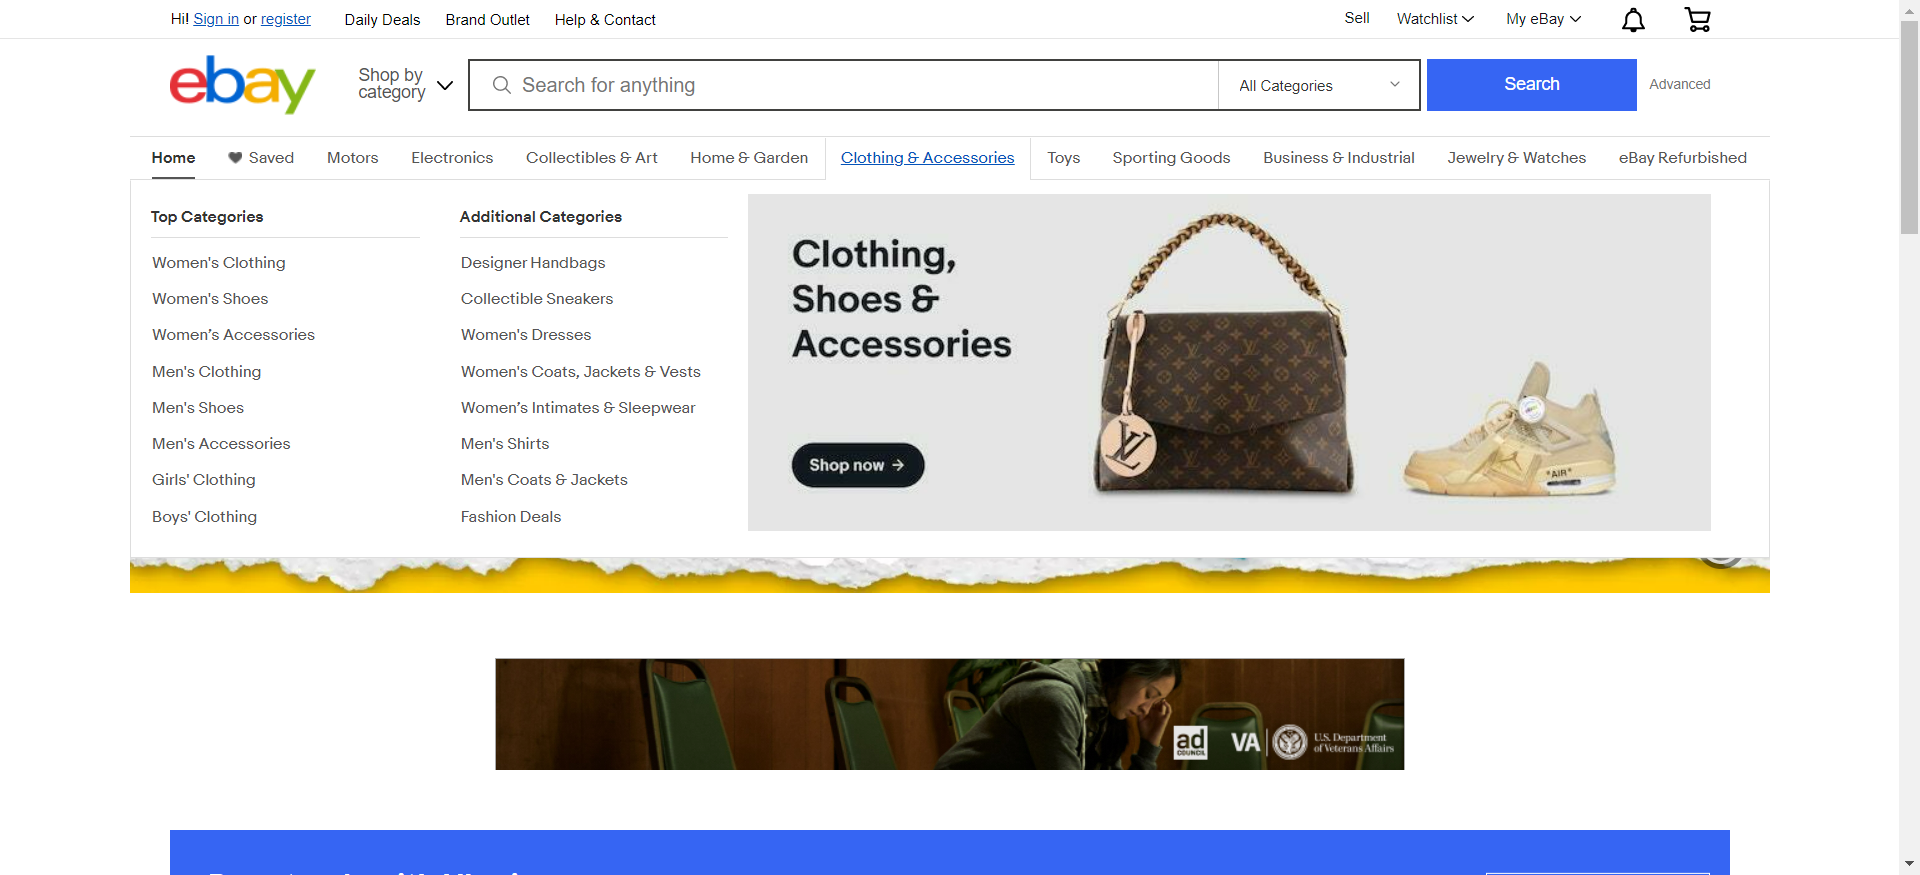 Hi! Sign in or register
Daily Deals
Brand Outlet
Help & Contact
Sell
Watchlist
My eBay
ebay
Shop by
category
Search for anything
All Categories
Search
Advanced
Home
Saved
Motors
Electronics
Collectibles & Art
Home & Garden
Clothing & Accessories
Toys
Sporting Goods
Business & Industrial
Jewelry & Watches
eBay Refurbished
Top Categories
Women's Clothing
Women's Shoes
Women’s Accessories
Men's Clothing
Men's Shoes
Men's Accessories
Girls' Clothing
Boys' Clothing
Additional Categories
Designer Handbags
Collectible Sneakers
Women's Dresses
Women's Coats, Jackets & Vests
Women’s Intimates & Sleepwear
Men's Shirts
Men's Coats & Jackets
Fashion Deals
Clothing,
Shoes &
Accessories
Shop now →
"AIR"
ad
COUNCIL
VA
U.S. Department
of Veterans Affairs